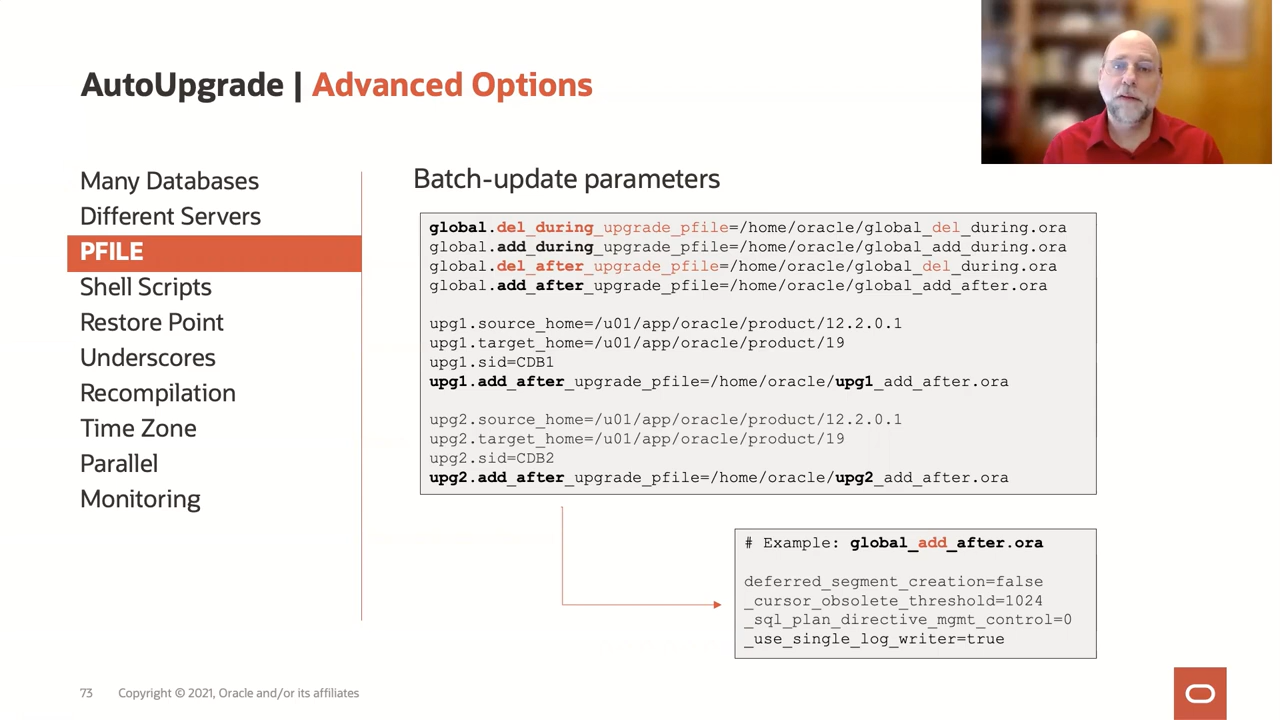 AutoUpgrade | Advanced Options
Many Databases
Different Servers
PFILE
Shell Scripts
Restore Point
Underscores
Recompilation
Time Zone
Parallel
Monitoring
Batch-update parameters
global.del_during_upgrade_pfile=/home/oracle/global_del_during.ora
global.add_during_upgrade_pfile=/home/oracle/global_add_during.ora
global.del_after_upgrade_pfile=/home/oracle/global_del_during.ora
global.add_after_upgrade_pfile=/home/oracle/global_add_after.ora
upg1.source_home=/u01/app/oracle/product/12.2.0.1
upg1.target_home=/u01/app/oracle/product/19
upg1.sid=CDB1
upg1.add_after_upgrade_pfile=/home/oracle/upg1_add_after.ora
upg2.source_home=/u01/app/oracle/product/12.2.0.1
upg2.target_home=/u01/app/oracle/product/19
upg2.sid=CDB2
upg2.add_after_upgrade_pfile=/home/oracle/upg2_add_after.ora
# Example: global_add_after.ora
deferred_segment_creation=false
_cursor_obsolete_threshold=1024
_sql_plan_directive_mgmt_control=0
_use_single_log_writer=true
73 Copyright © 2021, Oracle and/or its affiliates